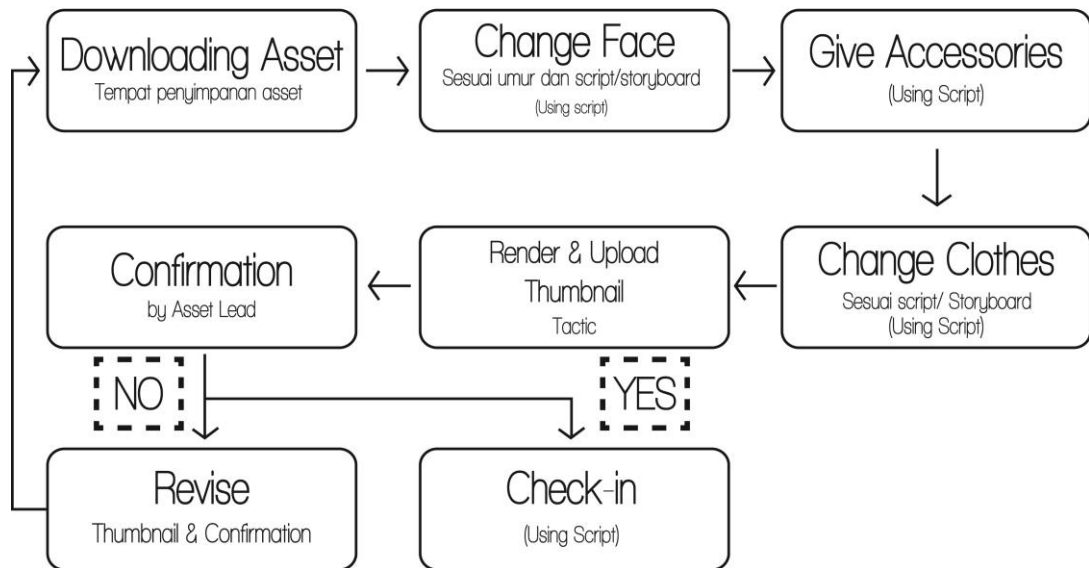 Downloading Asset
Tempat penyimpanan asset
Change Face
Sesuai umur dan script/storyboard
(Using script)
Give Accessories
(Using Script)
Change Clothes
Sesuai script/ Storyboard
(Using Script)
Render & Upload
Thumbnail
Tactic
Confirmation
by Asset Lead
NO
YES
Revise
Thumbnail & Confirmation
Check-in
(Using Script)